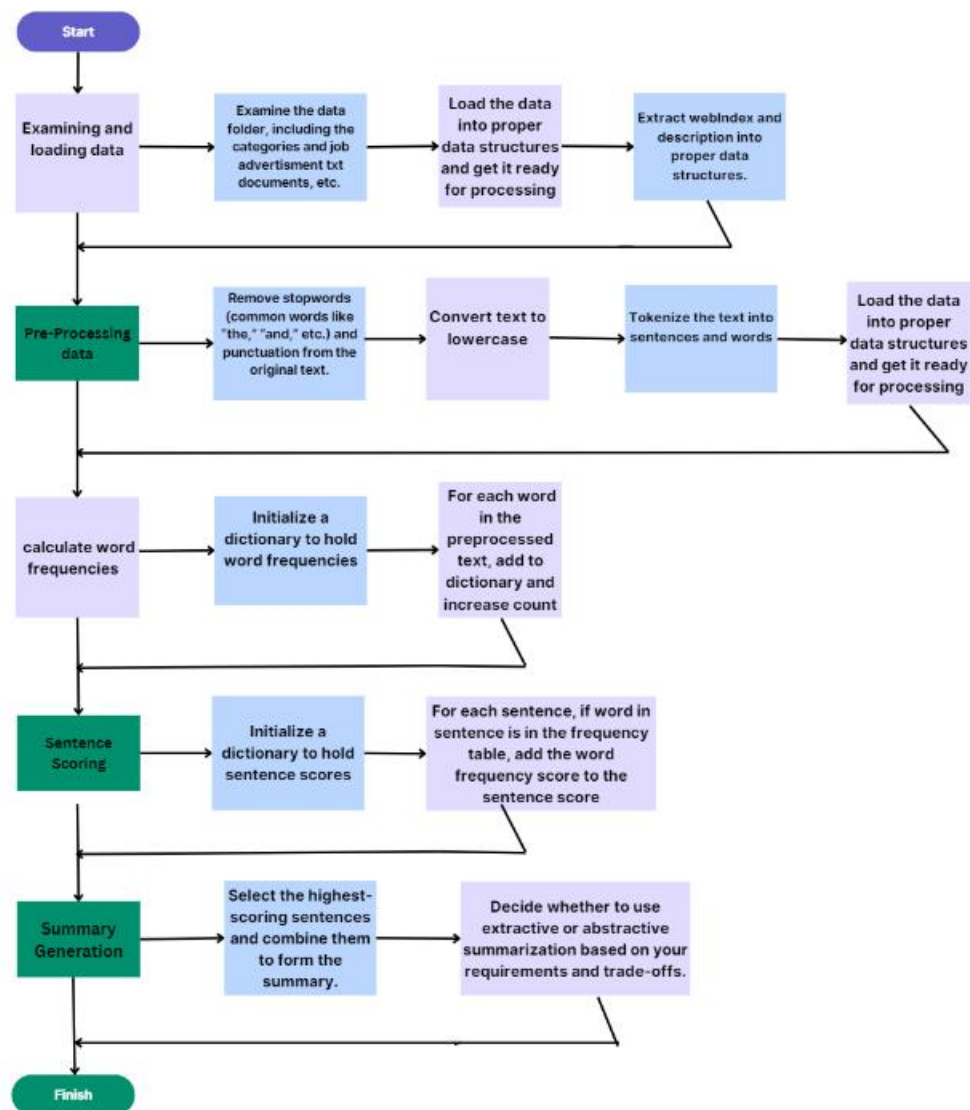 Start
Examining and
loading data
Examine the data
folder, including the
categories and job
advertisment txt
documents, etc.
Load the data
into proper
data structures
and get it ready
for processing
Extract webIndex and
description into
proper data
structures.
Pre-Processing
data
Remove stopwords
(common words like
"the," "and," etc.) and
punctuation from the
original text.
Convert text to
lowercase
Tokenize the text into
sentences and words
Load the data
into proper
data structures
and get it ready
for processing
calculate word
frequencies
Initialize a
dictionary to hold
word frequencies
For each word
in the
preprocessed
text, add to
dictionary and
increase count
Sentence
Scoring
Initialize a
dictionary to hold
sentence scores
For each sentence, if word in
sentence is in the frequency
table, add the word
frequency score to the
sentence score
Summary
Generation
Select the highest-
scoring sentences
and combine them
to form the
summary.
Decide whether to use
extractive or abstractive
summarization based on your
requirements and trade-offs.
Finish